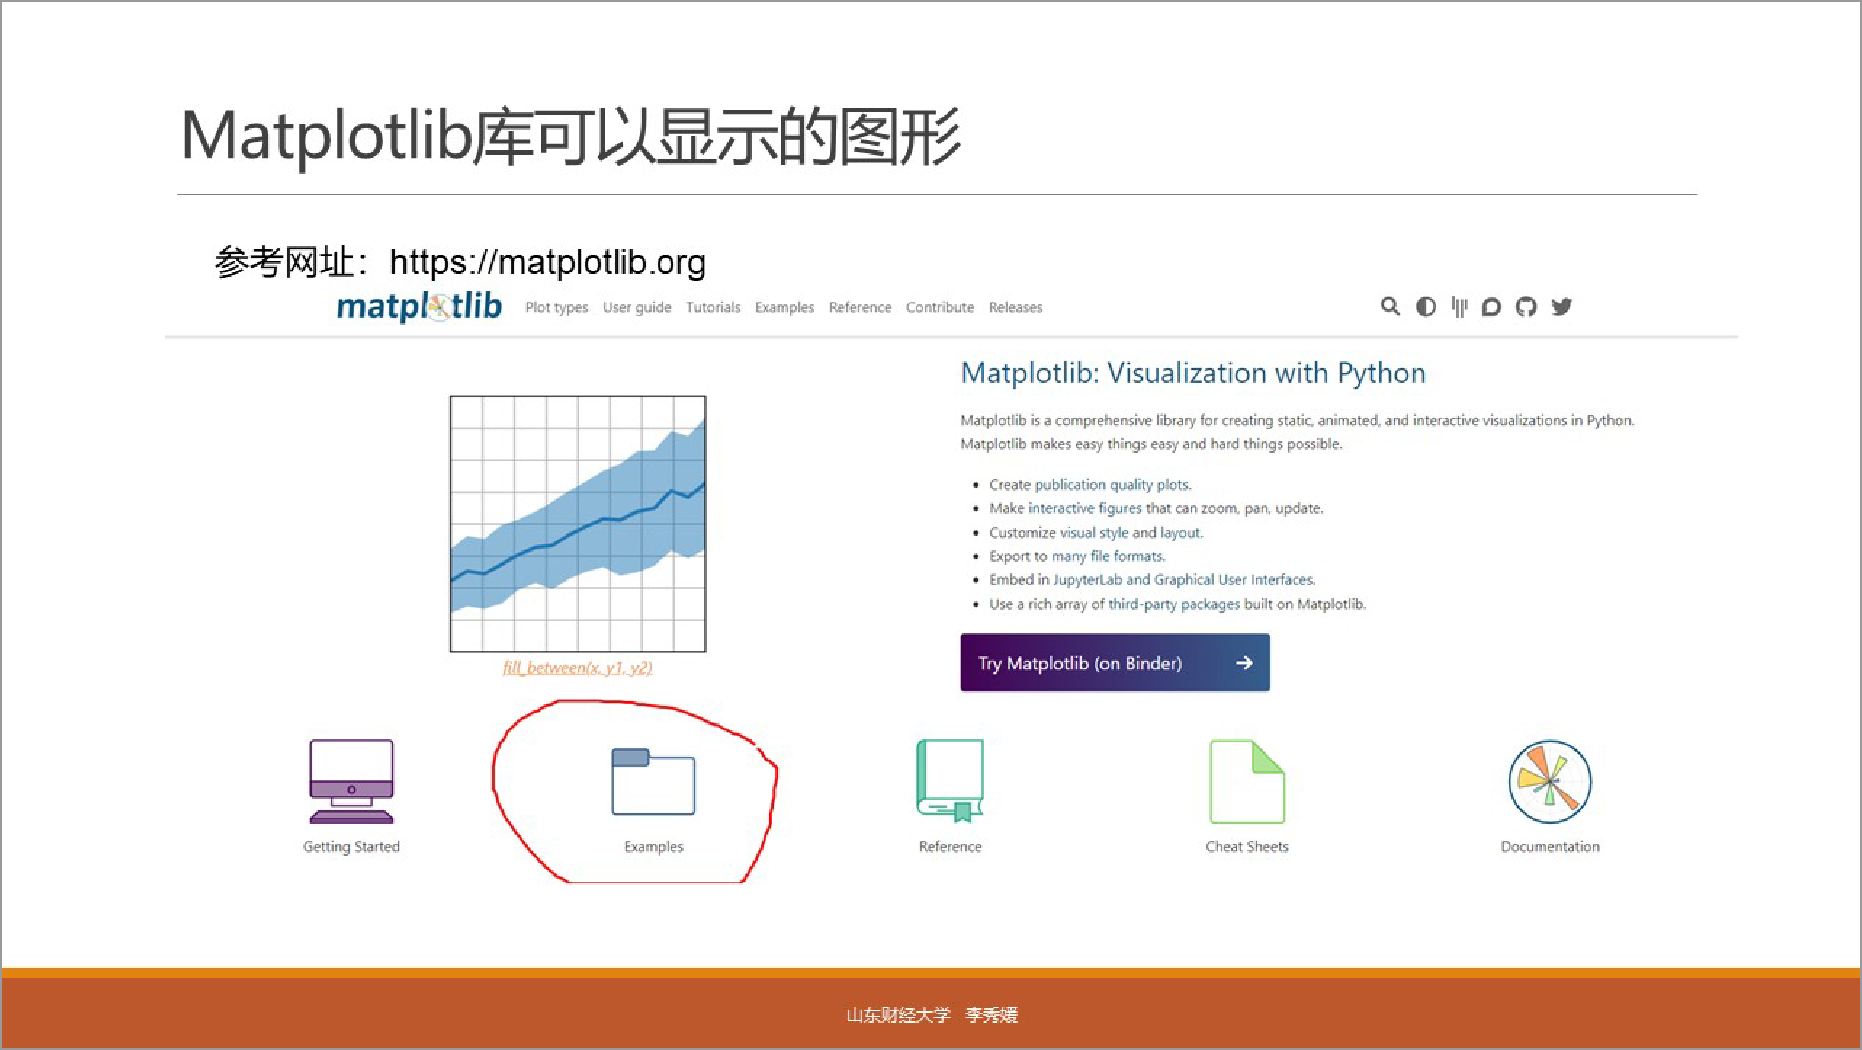 Matplotlib库可以显示的图形
参考网址：https://matplotlib.org
matplotlib Plot types User guide Tutorials Examples Reference Contribute Releases
Matplotlib: Visualization with Python
Matplotlib is a comprehensive library for creating static, animated, and interactive visualizations in Python.
Matplotlib makes easy things easy and hard things possible.
Create publication quality plots.
Make interactive figures that can zoom, pan, update.
Customize visual style and layout.
Export to many file formats.
Embed in JupyterLab and Graphical User Interfaces.
Use a rich array of third-party packages built on Matplotlib.
fill_between(x, y1, y2)
Try Matplotlib (on Binder)
Getting Started Examples Reference Cheat Sheets Documentation
山东财经大学 李秀媛